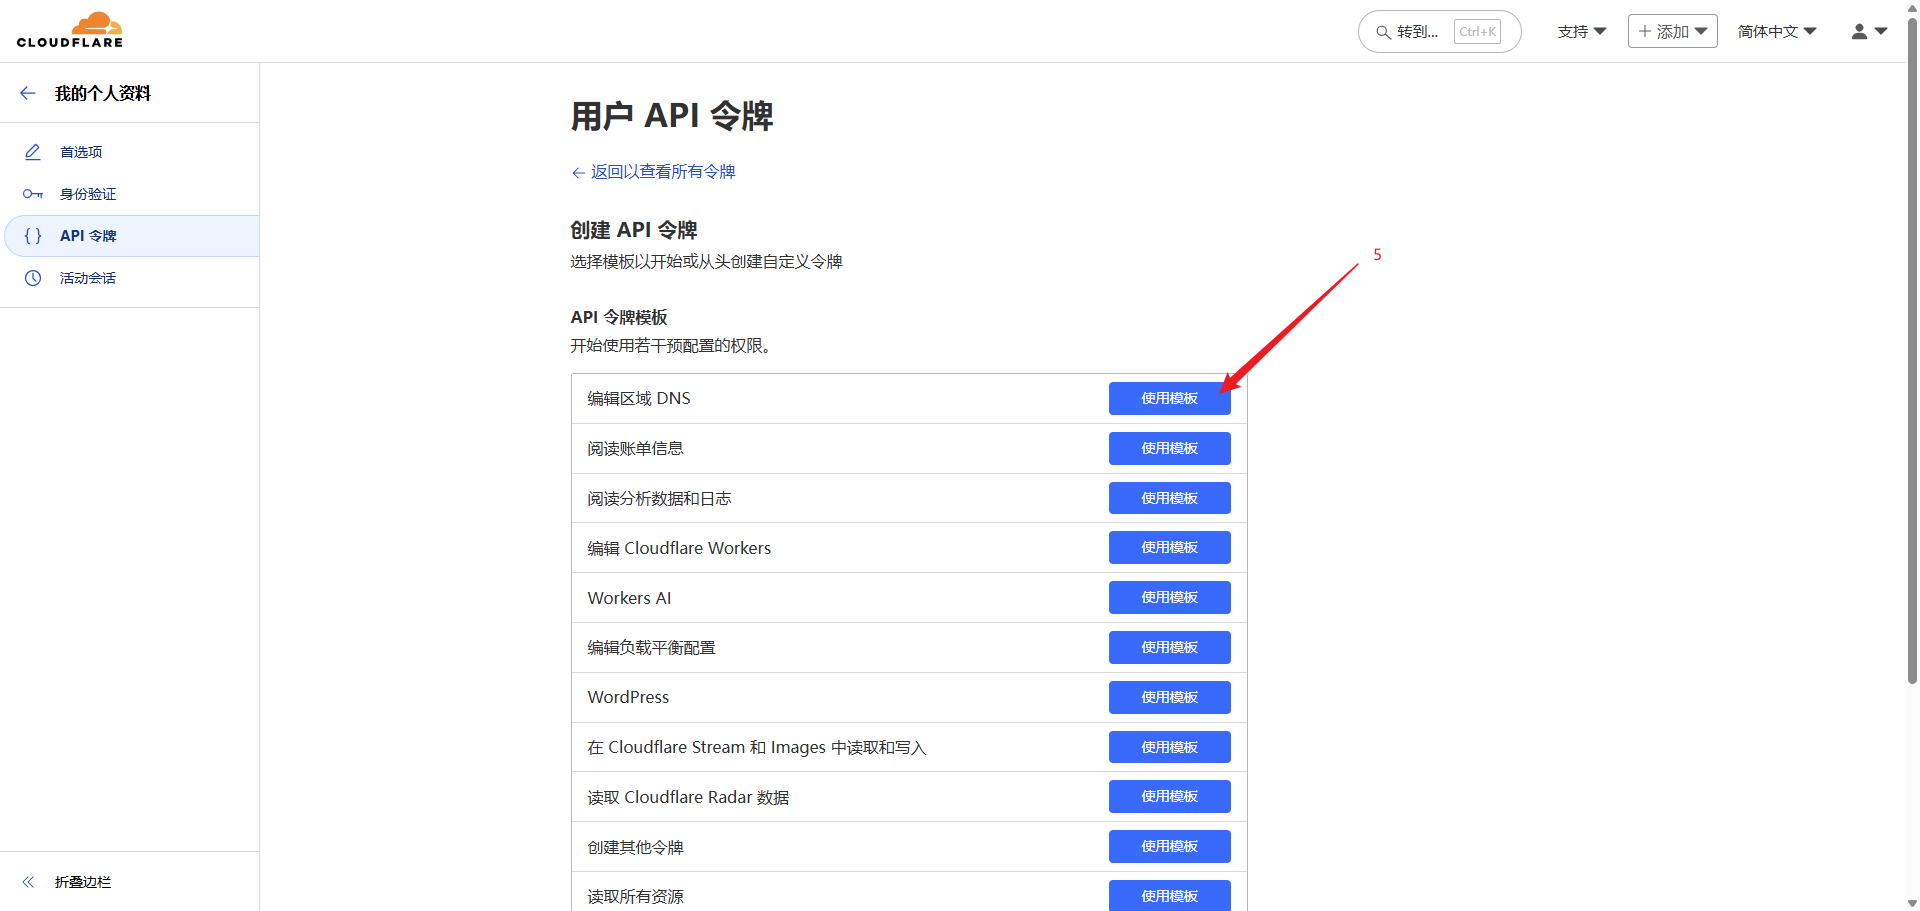 CLOUDFLARE
转到... Ctrl+K
支持
+ 添加
简体中文
我的个人资料
首选项
身份验证
API 令牌
活动会话
折叠边栏
用户 API 令牌
← 返回以查看所有令牌
创建 API 令牌
选择模板以开始或从头创建自定义令牌
5
API 令牌模板
开始使用若干预配置的权限。
编辑区域 DNS 使用模板
阅读账单信息 使用模板
阅读分析数据和日志 使用模板
编辑 Cloudflare Workers 使用模板
Workers AI 使用模板
编辑负载平衡配置 使用模板
WordPress 使用模板
在 Cloudflare Stream 和 Images 中读取和写入 使用模板
读取 Cloudflare Radar 数据 使用模板
创建其他令牌 使用模板
读取所有资源 使用模板